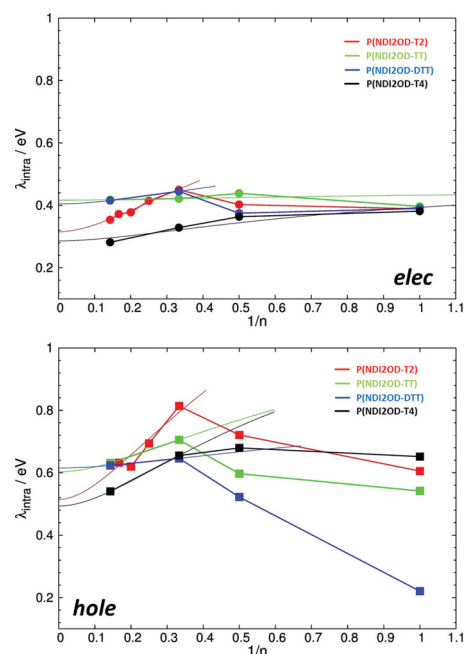 P(NDI2OD-T2)
P(NDI2OD-TT)
P(NDI2OD-DTT)
P(NDI2OD-T4)
λintra / eV
1
0.8
0.6
0.4
0.2
elec
0 0.1 0.2 0.3 0.4 0.5 0.6 0.7 0.8 0.9 1 1.1
1/n
P(NDI2OD-T2)
P(NDI2OD-TT)
P(NDI2OD-DTT)
P(NDI2OD-T4)
λintra / eV
1
0.8
0.6
0.4
0.2
hole
0 0.1 0.2 0.3 0.4 0.5 0.6 0.7 0.8 0.9 1 1.1
1/n